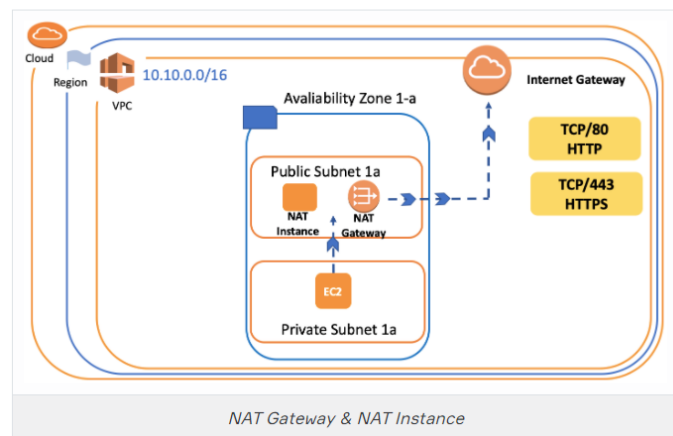 Cloud
Region
VPC
10.10.0.0/16
Internet Gateway
Avaliability Zone 1-a
TCP/80
HTTP
TCP/443
HTTPS
Public Subnet 1a
NAT
Instance
NAT
Gateway
EC2
Private Subnet 1a
NAT Gateway & NAT Instance